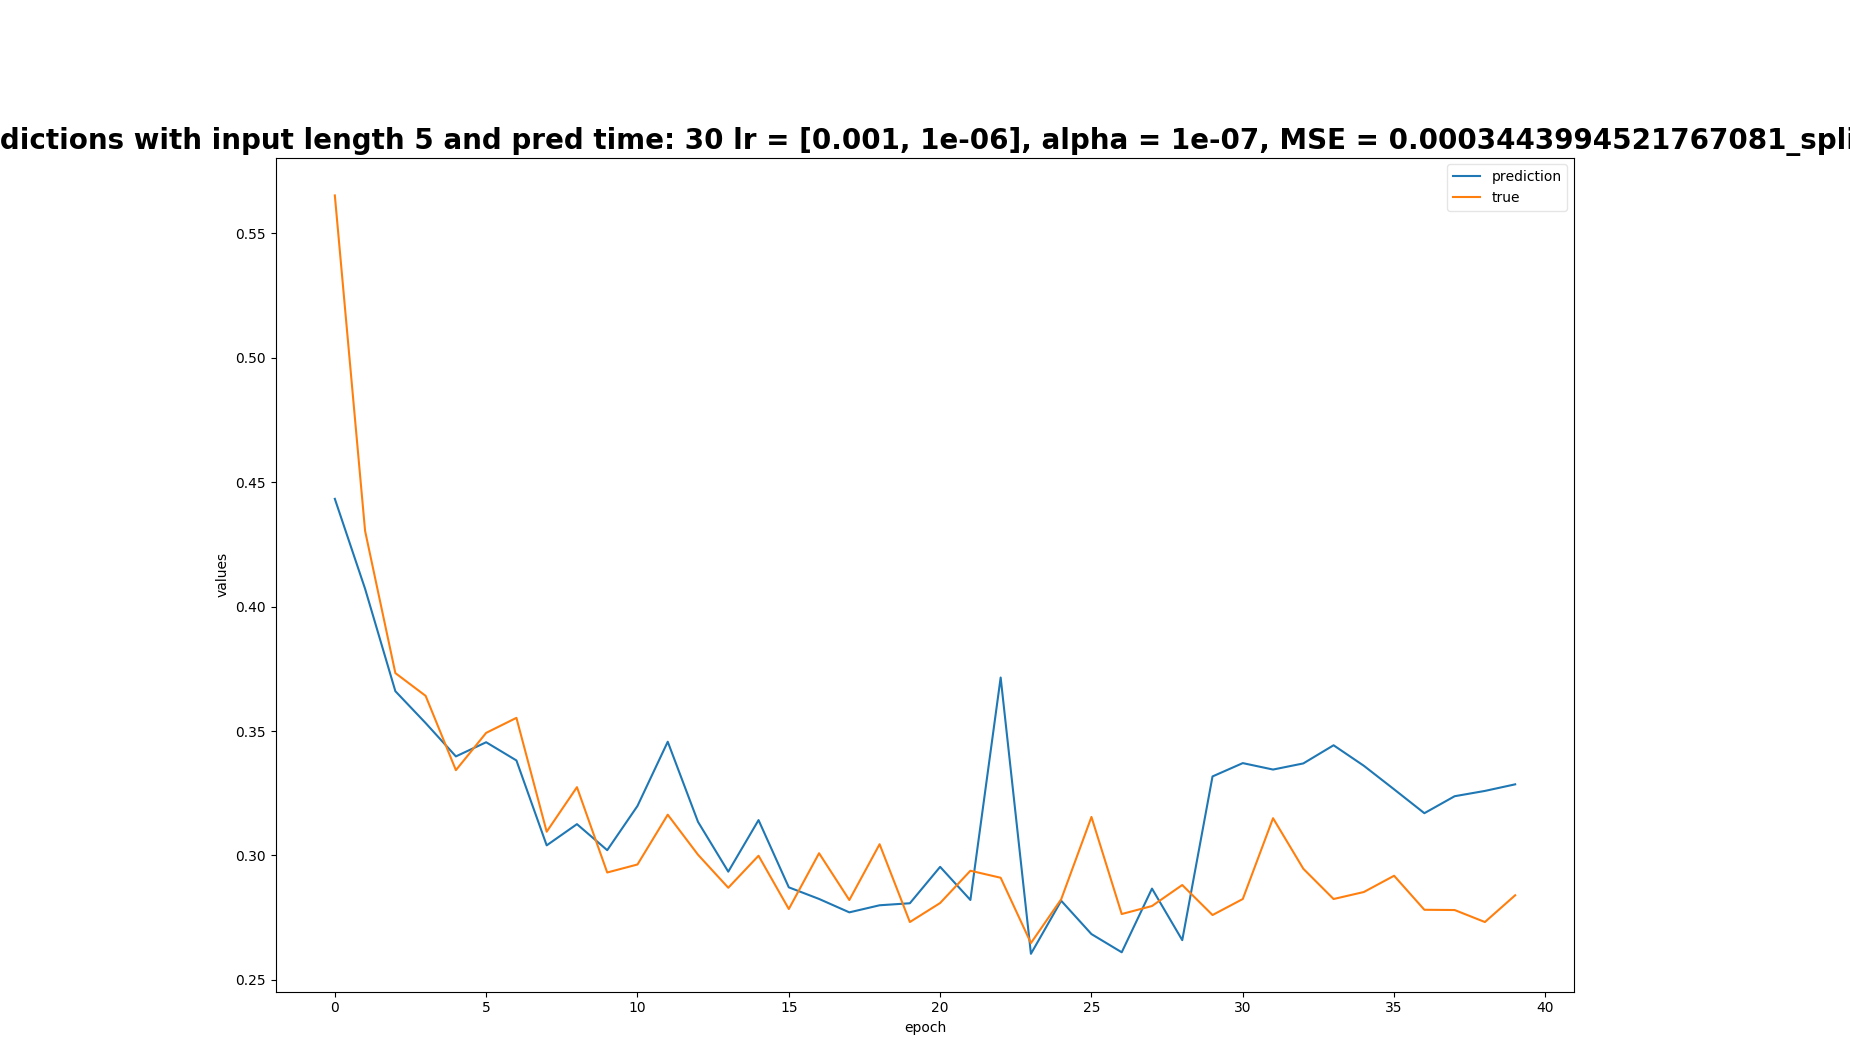 dictions with input length 5 and pred time: 30 lr = [0.001, 1e-06], alpha = 1e-07, MSE = 0.0003443994521767081_spli
prediction
true
0.55
0.50
0.45
0.40
0.35
0.30
0.25
values
0 5 10 15 20 25 30 35 40
epoch